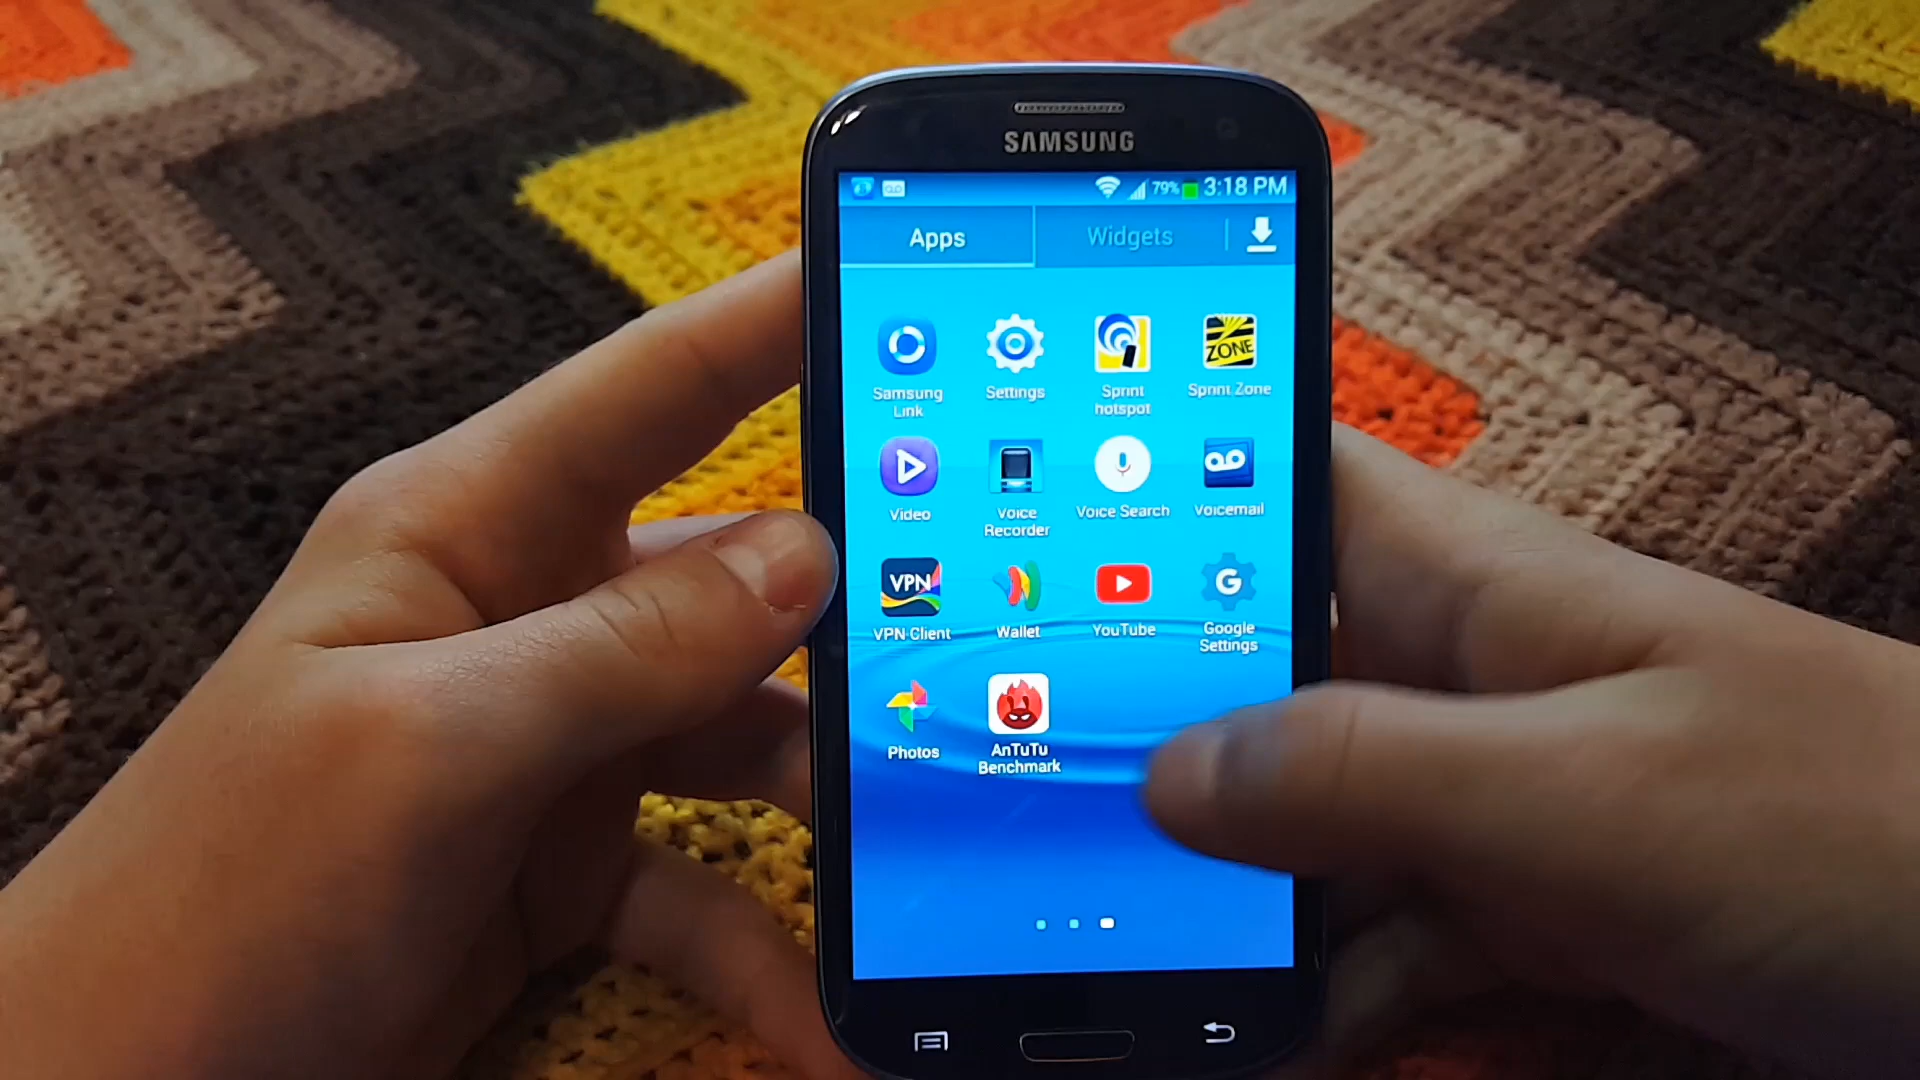 SAMSUNG
79% 3:18 PM
Apps Widgets
ZONE
Samsung Link
Settings
Sprint hotspot
Sprint Zone
Video
Voice Recorder
Voice Search
Voicemail
VPN
G
VPN Client
Wallet
YouTube
Google Settings
Photos
AnTuTu Benchmark